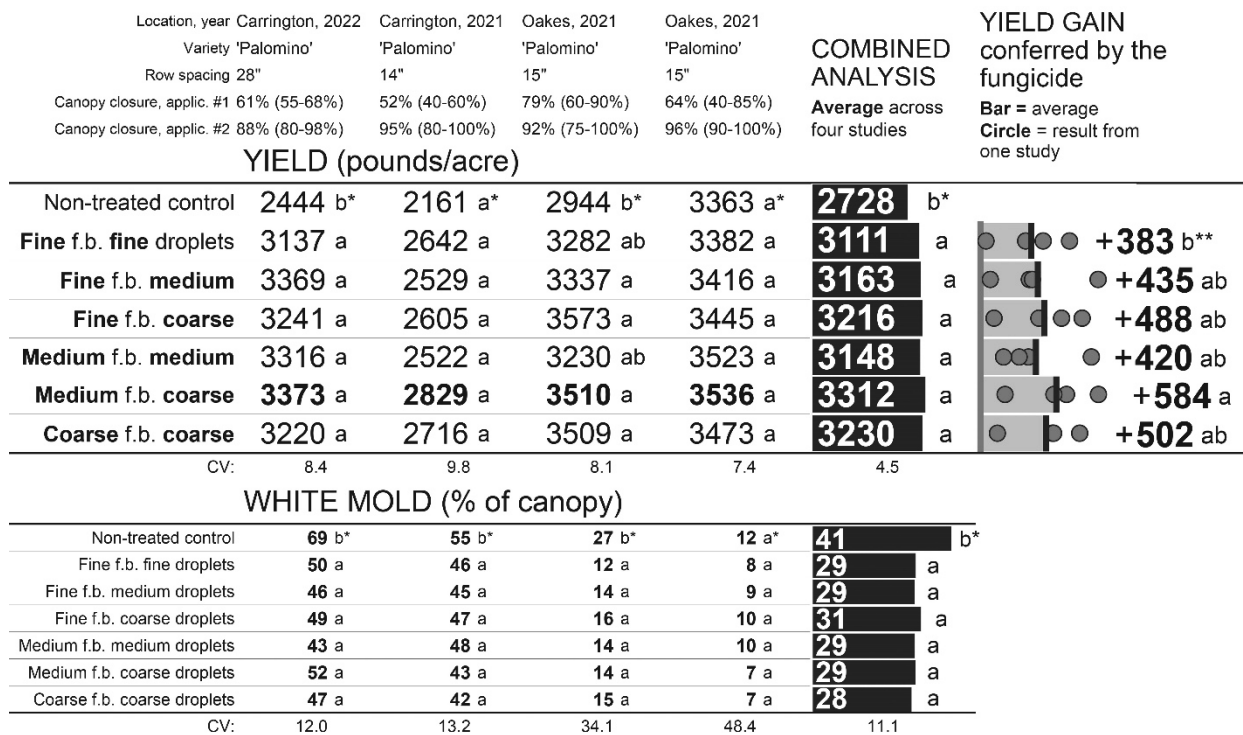 Location, year Carrington, 2022 Carrington, 2021 Oakes, 2021 Oakes, 2021
Variety 'Palomino' 'Palomino' 'Palomino' 'Palomino'
Row spacing 28" 14" 15" 15"
Canopy closure, applic. #1 61% (55-68%) 52% (40-60%) 79% (60-90%) 64% (40-85%)
Canopy closure, applic. #2 88% (80-98%) 95% (80-100%) 92% (75-100%) 96% (90-100%)
COMBINED
ANALYSIS
Average across
four studies
YIELD GAIN
conferred by the
fungicide
Bar = average
Circle = result from
one study
YIELD (pounds/acre)
Non-treated control 2444 b* 2161 a* 2944 b* 3363 a* 2728 b*
Fine f.b. fine droplets 3137 a 2642 a 3282 ab 3382 a 3111 a +383 b**
Fine f.b. medium 3369 a 2529 a 3337 a 3416 a 3163 a +435 ab
Fine f.b. coarse 3241 a 2605 a 3573 a 3445 a 3216 a +488 ab
Medium f.b. medium 3316 a 2522 a 3230 ab 3523 a 3148 a +420 ab
Medium f.b. coarse 3373 a 2829 a 3510 a 3536 a 3312 a +584 a
Coarse f.b. coarse 3220 a 2716 a 3509 a 3473 a 3230 a +502 ab
CV: 8.4 9.8 8.1 7.4 4.5
WHITE MOLD (% of canopy)
Non-treated control 69 b* 55 b* 27 b* 12 a* 41 b*
Fine f.b. fine droplets 50 a 46 a 12 a 8 a 29 a
Fine f.b. medium droplets 46 a 45 a 14 a 9 a 29 a
Fine f.b. coarse droplets 49 a 47 a 16 a 10 a 31 a
Medium f.b. medium droplets 43 a 48 a 14 a 10 a 29 a
Medium f.b. coarse droplets 52 a 43 a 14 a 7 a 29 a
Coarse f.b. coarse droplets 47 a 42 a 15 a 7 a 28 a
CV: 12.0 13.2 34.1 48.4 11.1